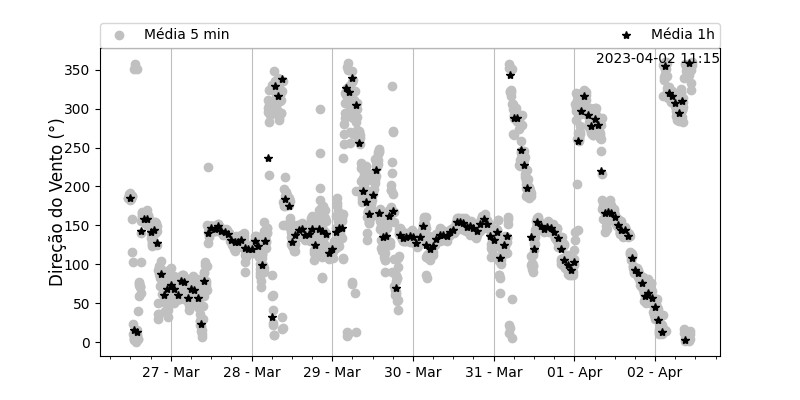 Média 5 min
Média 1h
2023-04-02 11:15
Direção do Vento (°)
350
300
250
200
150
100
50
0
27 - Mar
28 - Mar
29 - Mar
30 - Mar
31 - Mar
01 - Apr
02 - Apr